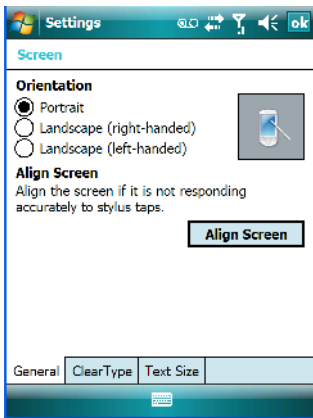 Settings
ok
Screen
Orientation
Portrait
Landscape (right-handed)
Landscape (left-handed)
Align Screen
Align the screen if it is not responding
accurately to stylus taps.
Align Screen
General ClearType Text Size